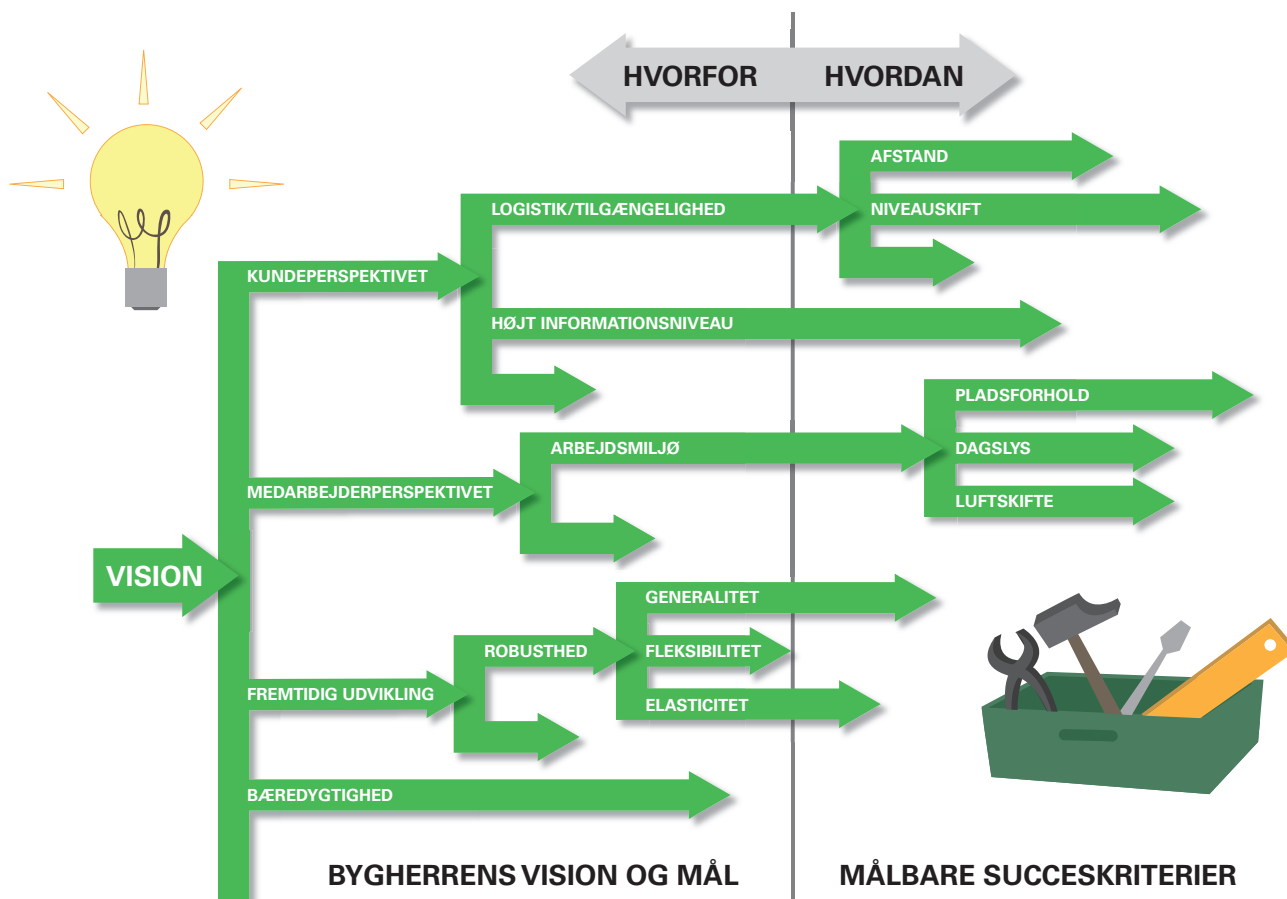 HVORFOR
HVORDAN
AFSTAND
LOGISTIK/TILGÆNGELIGHED
NIVEAUSKIFT
KUNDEPERSPEKTIVET
HØJT INFORMATIONSNIVEAU
PLADSFORHOLD
ARBEJDSMILJØ
DAGSLYS
MEDARBEJDERPERSPEKTIVET
LUFTSKIFTE
VISION
GENERALITET
ROBUSTHED
FLEKSIBILITET
FREMTIDIG UDVIKLING
ELASTICITET
BÆREDYGTIGHED
BYGHERRENS VISION OG MÅL
MÅLBARE SUCCESKRITERIER